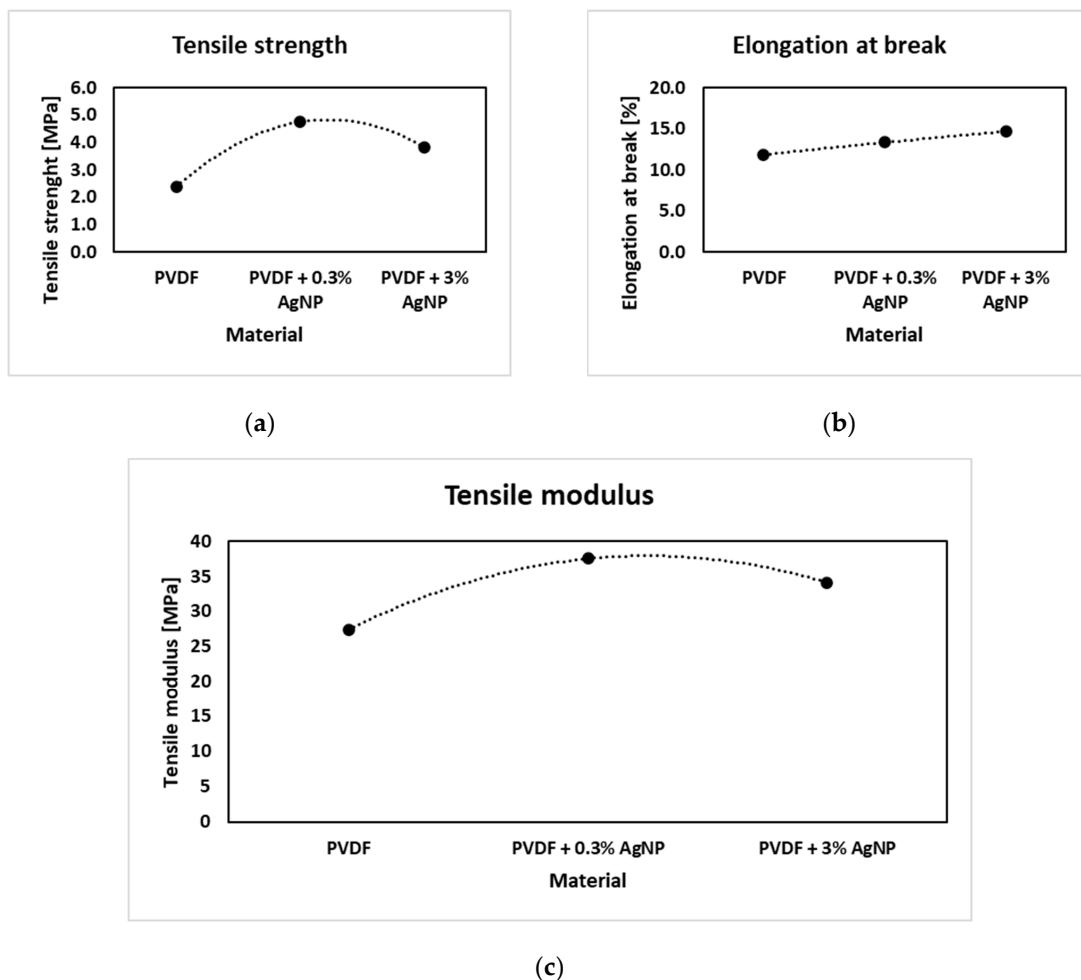 Tensile strength
Tensile strenght [MPa]
6.0
5.0
4.0
3.0
2.0
1.0
0.0
PVDF
PVDF + 0.3%
AgNP
PVDF + 3%
AgNP
Material
(a)
Elongation at break
Elongation at break [%]
20.0
15.0
10.0
5.0
0.0
PVDF
PVDF + 0.3%
AgNP
PVDF + 3%
AgNP
Material
(b)
Tensile modulus
Tensile modulus [MPa]
40
35
30
25
20
15
10
5
0
PVDF
PVDF + 0.3% AgNP
PVDF + 3% AgNP
Material
(c)